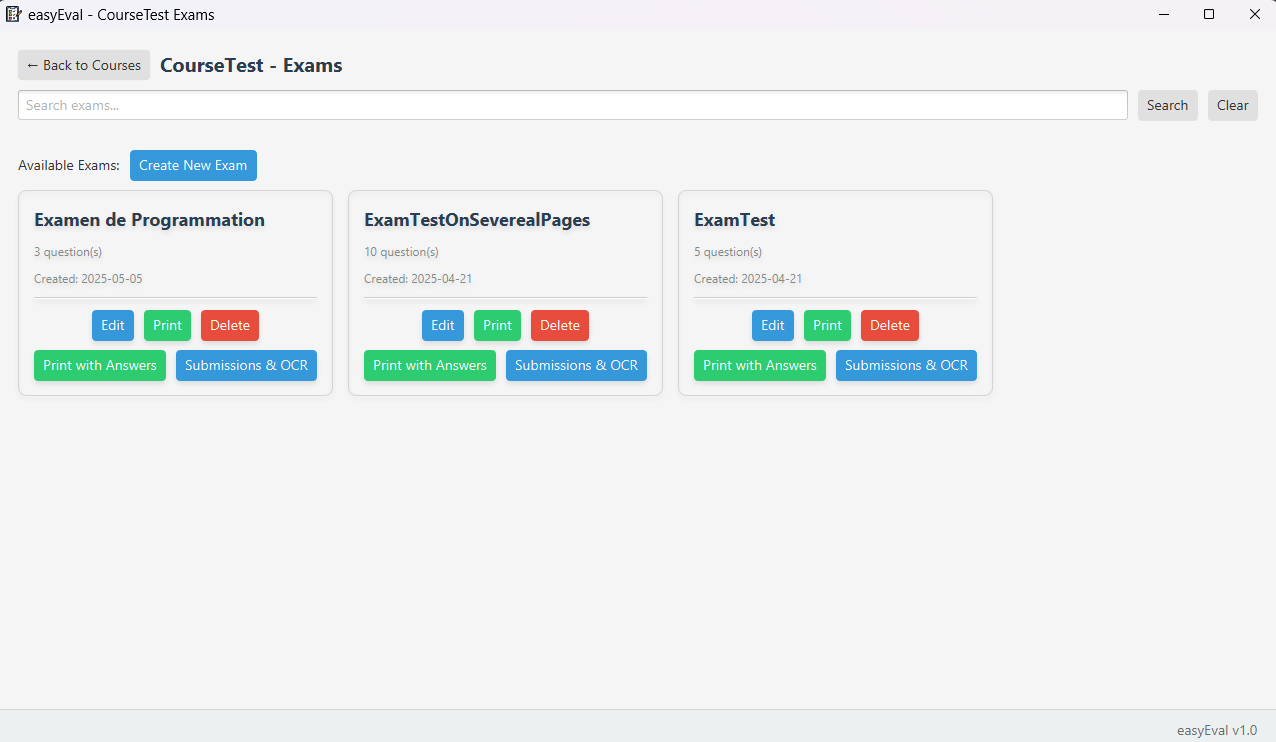 easyEval - CourseTest Exams
← Back to Courses CourseTest - Exams
Search exams... Search Clear
Available Exams: Create New Exam
Examen de Programmation
3 question(s)
Created: 2025-05-05
Edit Print Delete
Print with Answers Submissions & OCR
ExamTestOnSeverealPages
10 question(s)
Created: 2025-04-21
Edit Print Delete
Print with Answers Submissions & OCR
ExamTest
5 question(s)
Created: 2025-04-21
Edit Print Delete
Print with Answers Submissions & OCR
easyEval v1.0